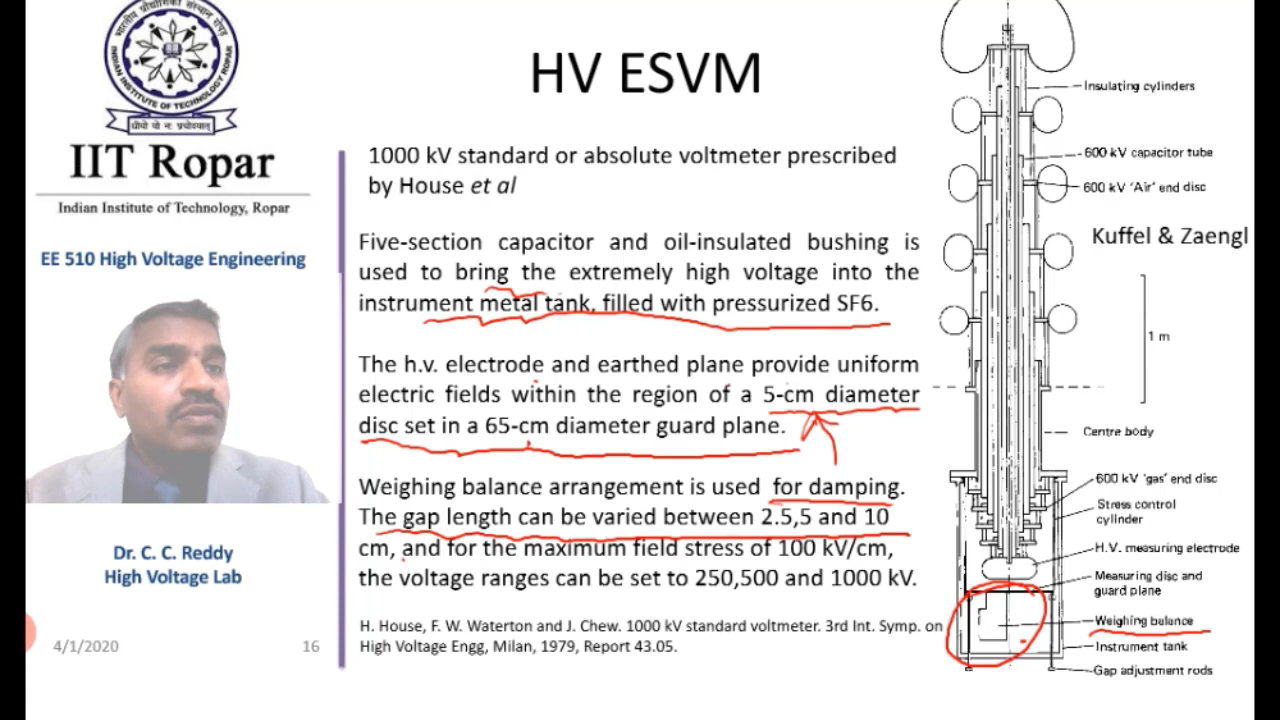 HV ESVM
IIT Ropar
Indian Institute of Technology, Ropar
EE 510 High Voltage Engineering
Dr. C. C. Reddy
High Voltage Lab
4/1/2020
16
1000 kV standard or absolute voltmeter prescribed
by House et al
Five-section capacitor and oil-insulated bushing is
used to bring the extremely high voltage into the
instrument metal tank, filled with pressurized SF6.
The h.v. electrode and earthed plane provide uniform
electric fields within the region of a 5-cm diameter
disc set in a 65-cm diameter guard plane.
Weighing balance arrangement is used for damping.
The gap length can be varied between 2.5,5 and 10
cm, and for the maximum field stress of 100 kV/cm,
the voltage ranges can be set to 250,500 and 1000 kV.
H. House, F. W. Waterton and J. Chew. 1000 kV standard voltmeter. 3rd Int. Symp. on
High Voltage Engg, Milan, 1979, Report 43.05.
Insulating cylinders
600 kV capacitor tube
600 kV 'Air' end disc
Kuffel & Zaengl
1 m
Centre body
600 kV 'gas' end disc
Stress control
cylinder
H.V. measuring electrode
Measuring disc and
guard plane
Weighing balance
Instrument tank
Gap adjustment rods